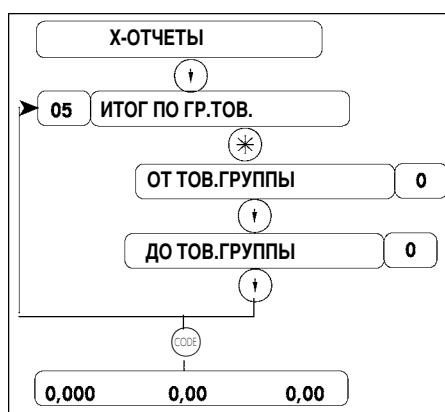 Х-ОТЧЕТЫ
05 ИТОГ ПО ГР.ТОВ.
ОТ ТОВ.ГРУППЫ 0
ДО ТОВ.ГРУППЫ 0
CODE
0,000 0,00 0,00